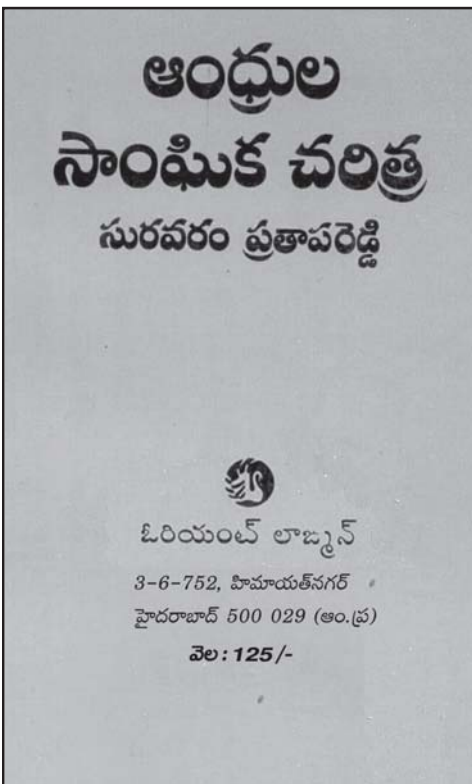 ఆంధ్రుల
సాంఘిక చరిత్ర
సురవరం ప్రతాపరెడ్డి
ఓరియంట్ లాఙ్మన్
3-6-752, హిమాయత్‌నగర్
హైదరాబాద్ 500 029 (ఆం.ప్ర)
వెల : 125/-